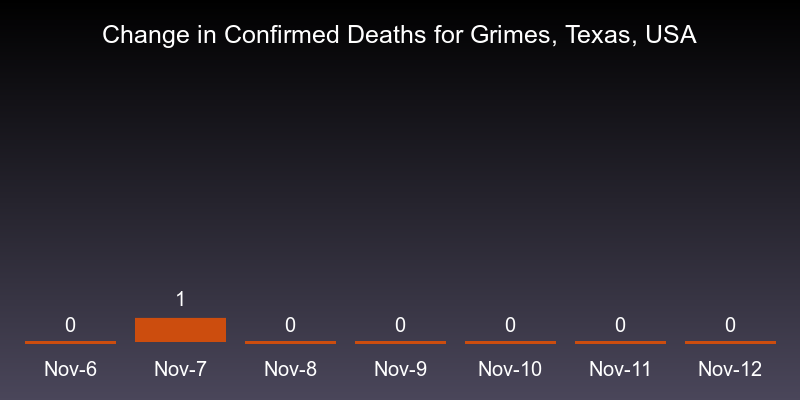 Change in Confirmed Deaths for Grimes, Texas, USA
0 1 0 0 0 0 0
Nov-6 Nov-7 Nov-8 Nov-9 Nov-10 Nov-11 Nov-12